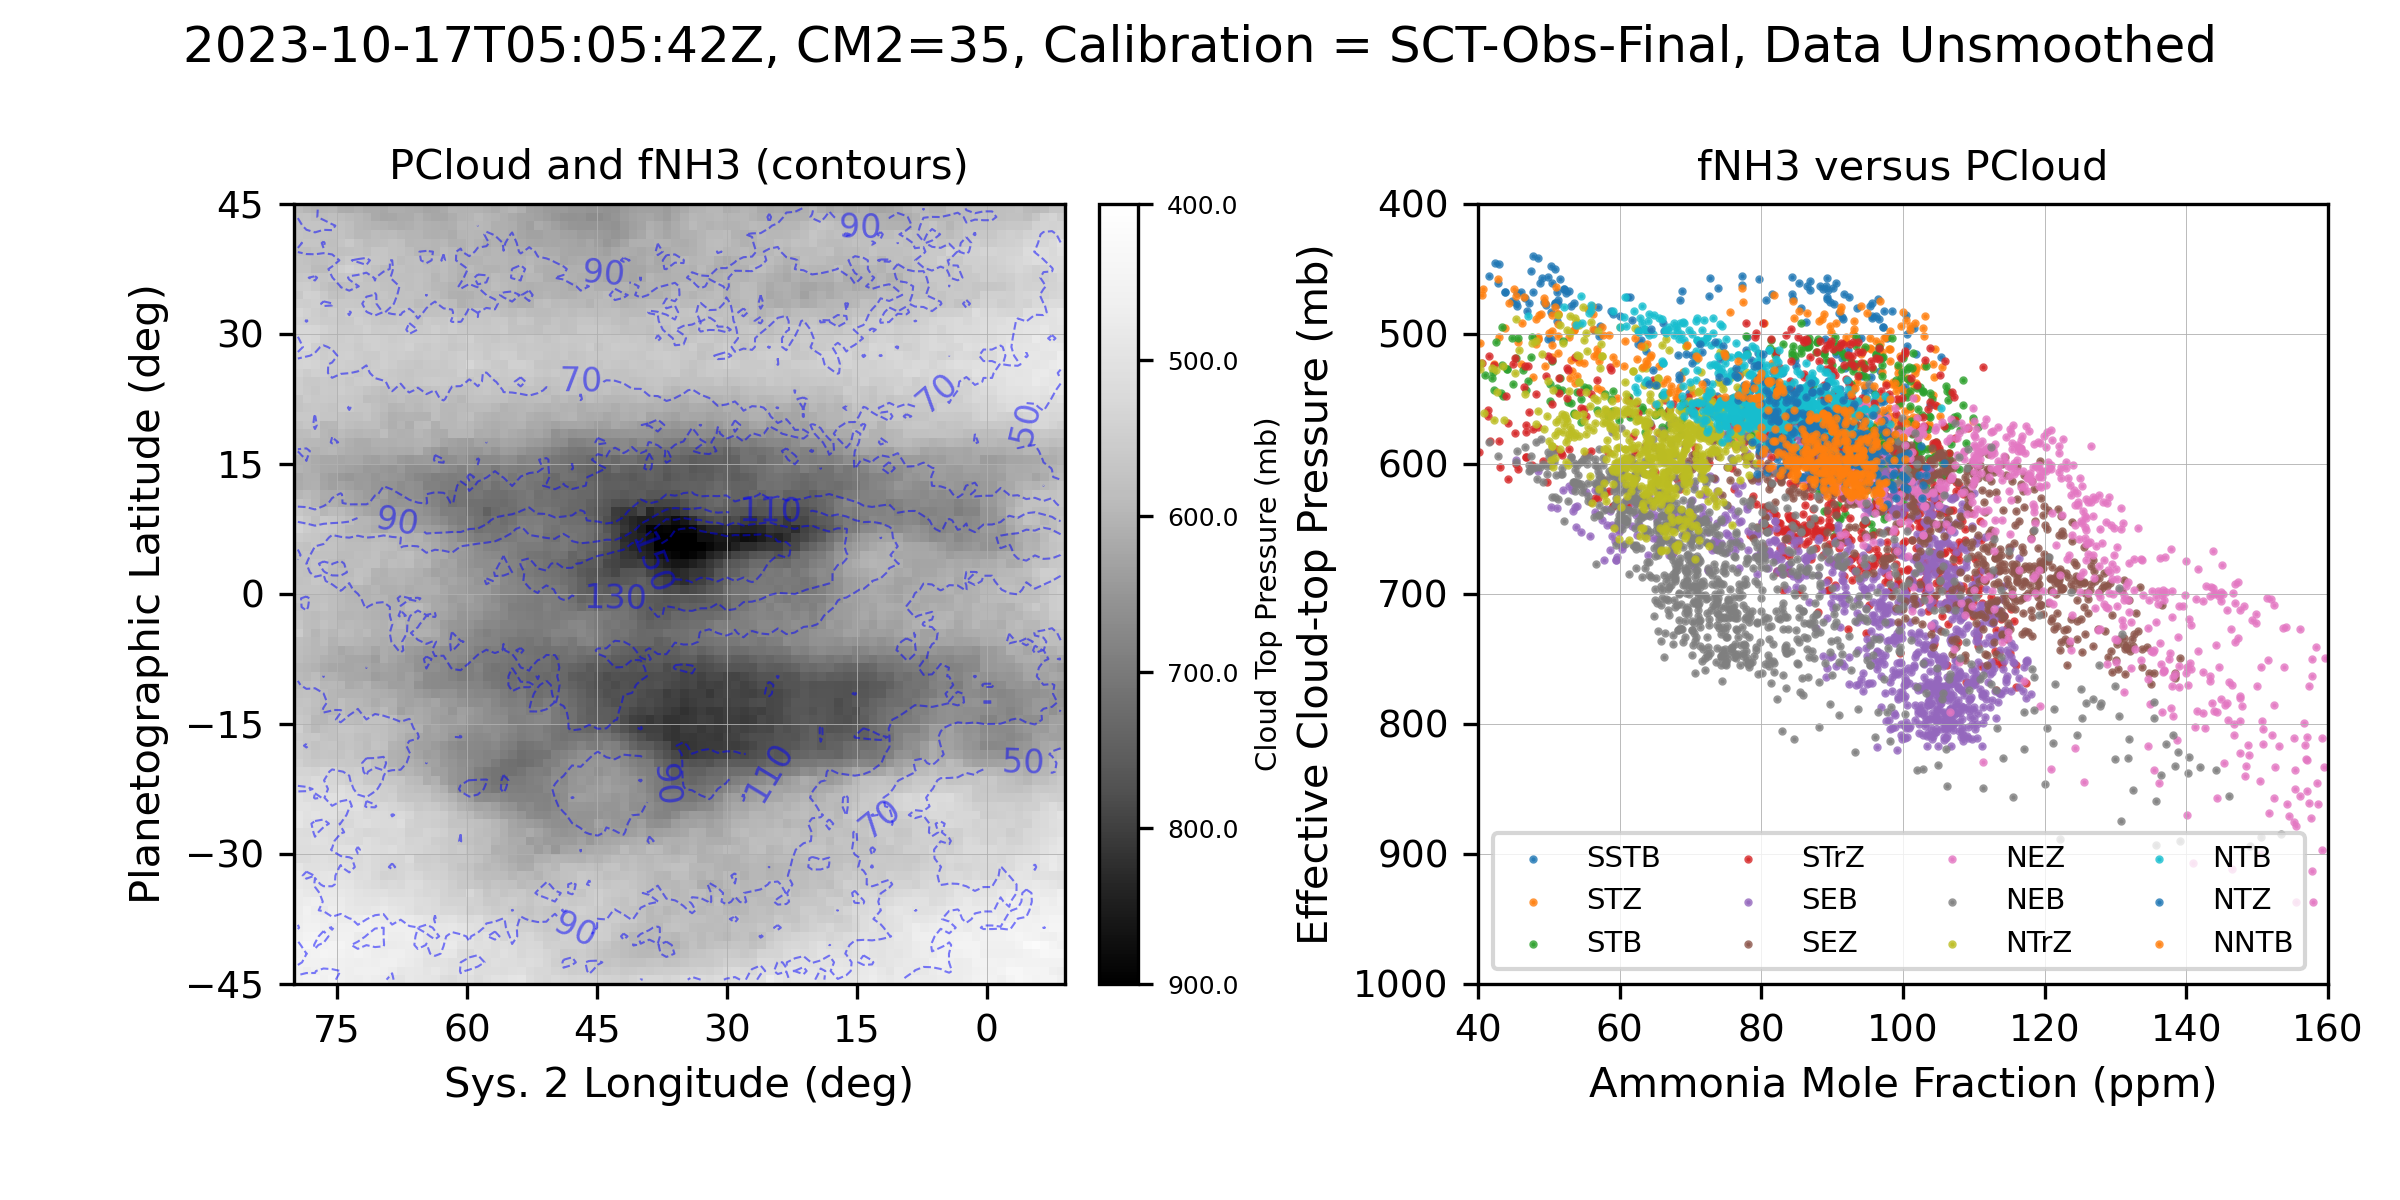 2023-10-17T05:05:42Z, CM2=35, Calibration = SCT-Obs-Final, Data Unsmoothed
PCloud and fNH3 (contours)
45
30
15
0
−15
−30
−45
Planetographic Latitude (deg)
75
60
45
30
15
0
Sys. 2 Longitude (deg)
90
90
70
70
50
110
90
150
130
90
110
50
70
90
400.0
500.0
600.0
700.0
800.0
900.0
Cloud Top Pressure (mb)
fNH3 versus PCloud
400
500
600
700
800
900
1000
Effective Cloud-top Pressure (mb)
SSTB
STZ
STB
STrZ
SEB
SEZ
NEZ
NEB
NTrZ
NTB
NTZ
NNTB
40
60
80
100
120
140
160
Ammonia Mole Fraction (ppm)